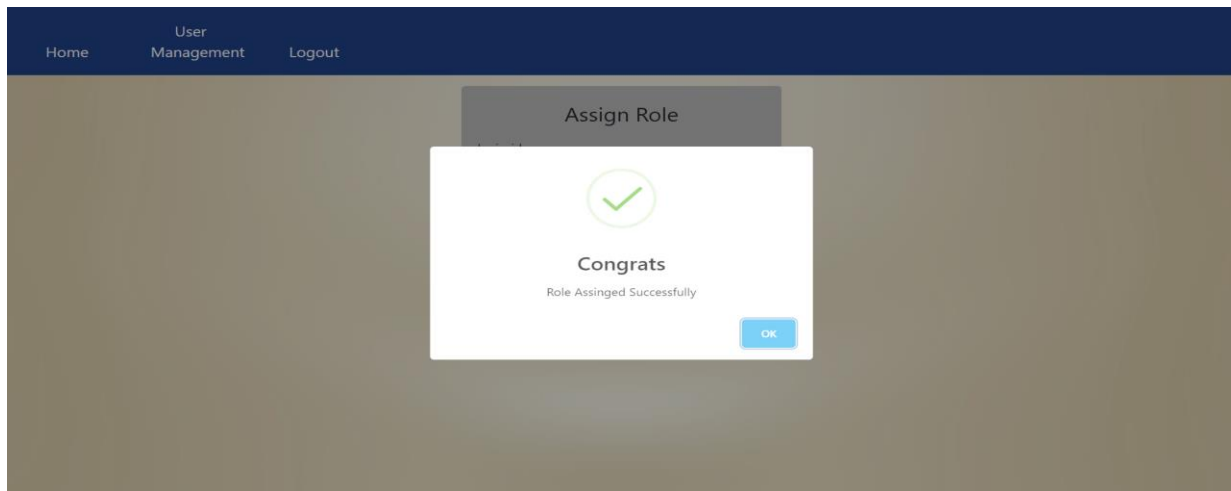 User
Home Management Logout
Assign Role
Congrats
Role Assinged Successfully
OK